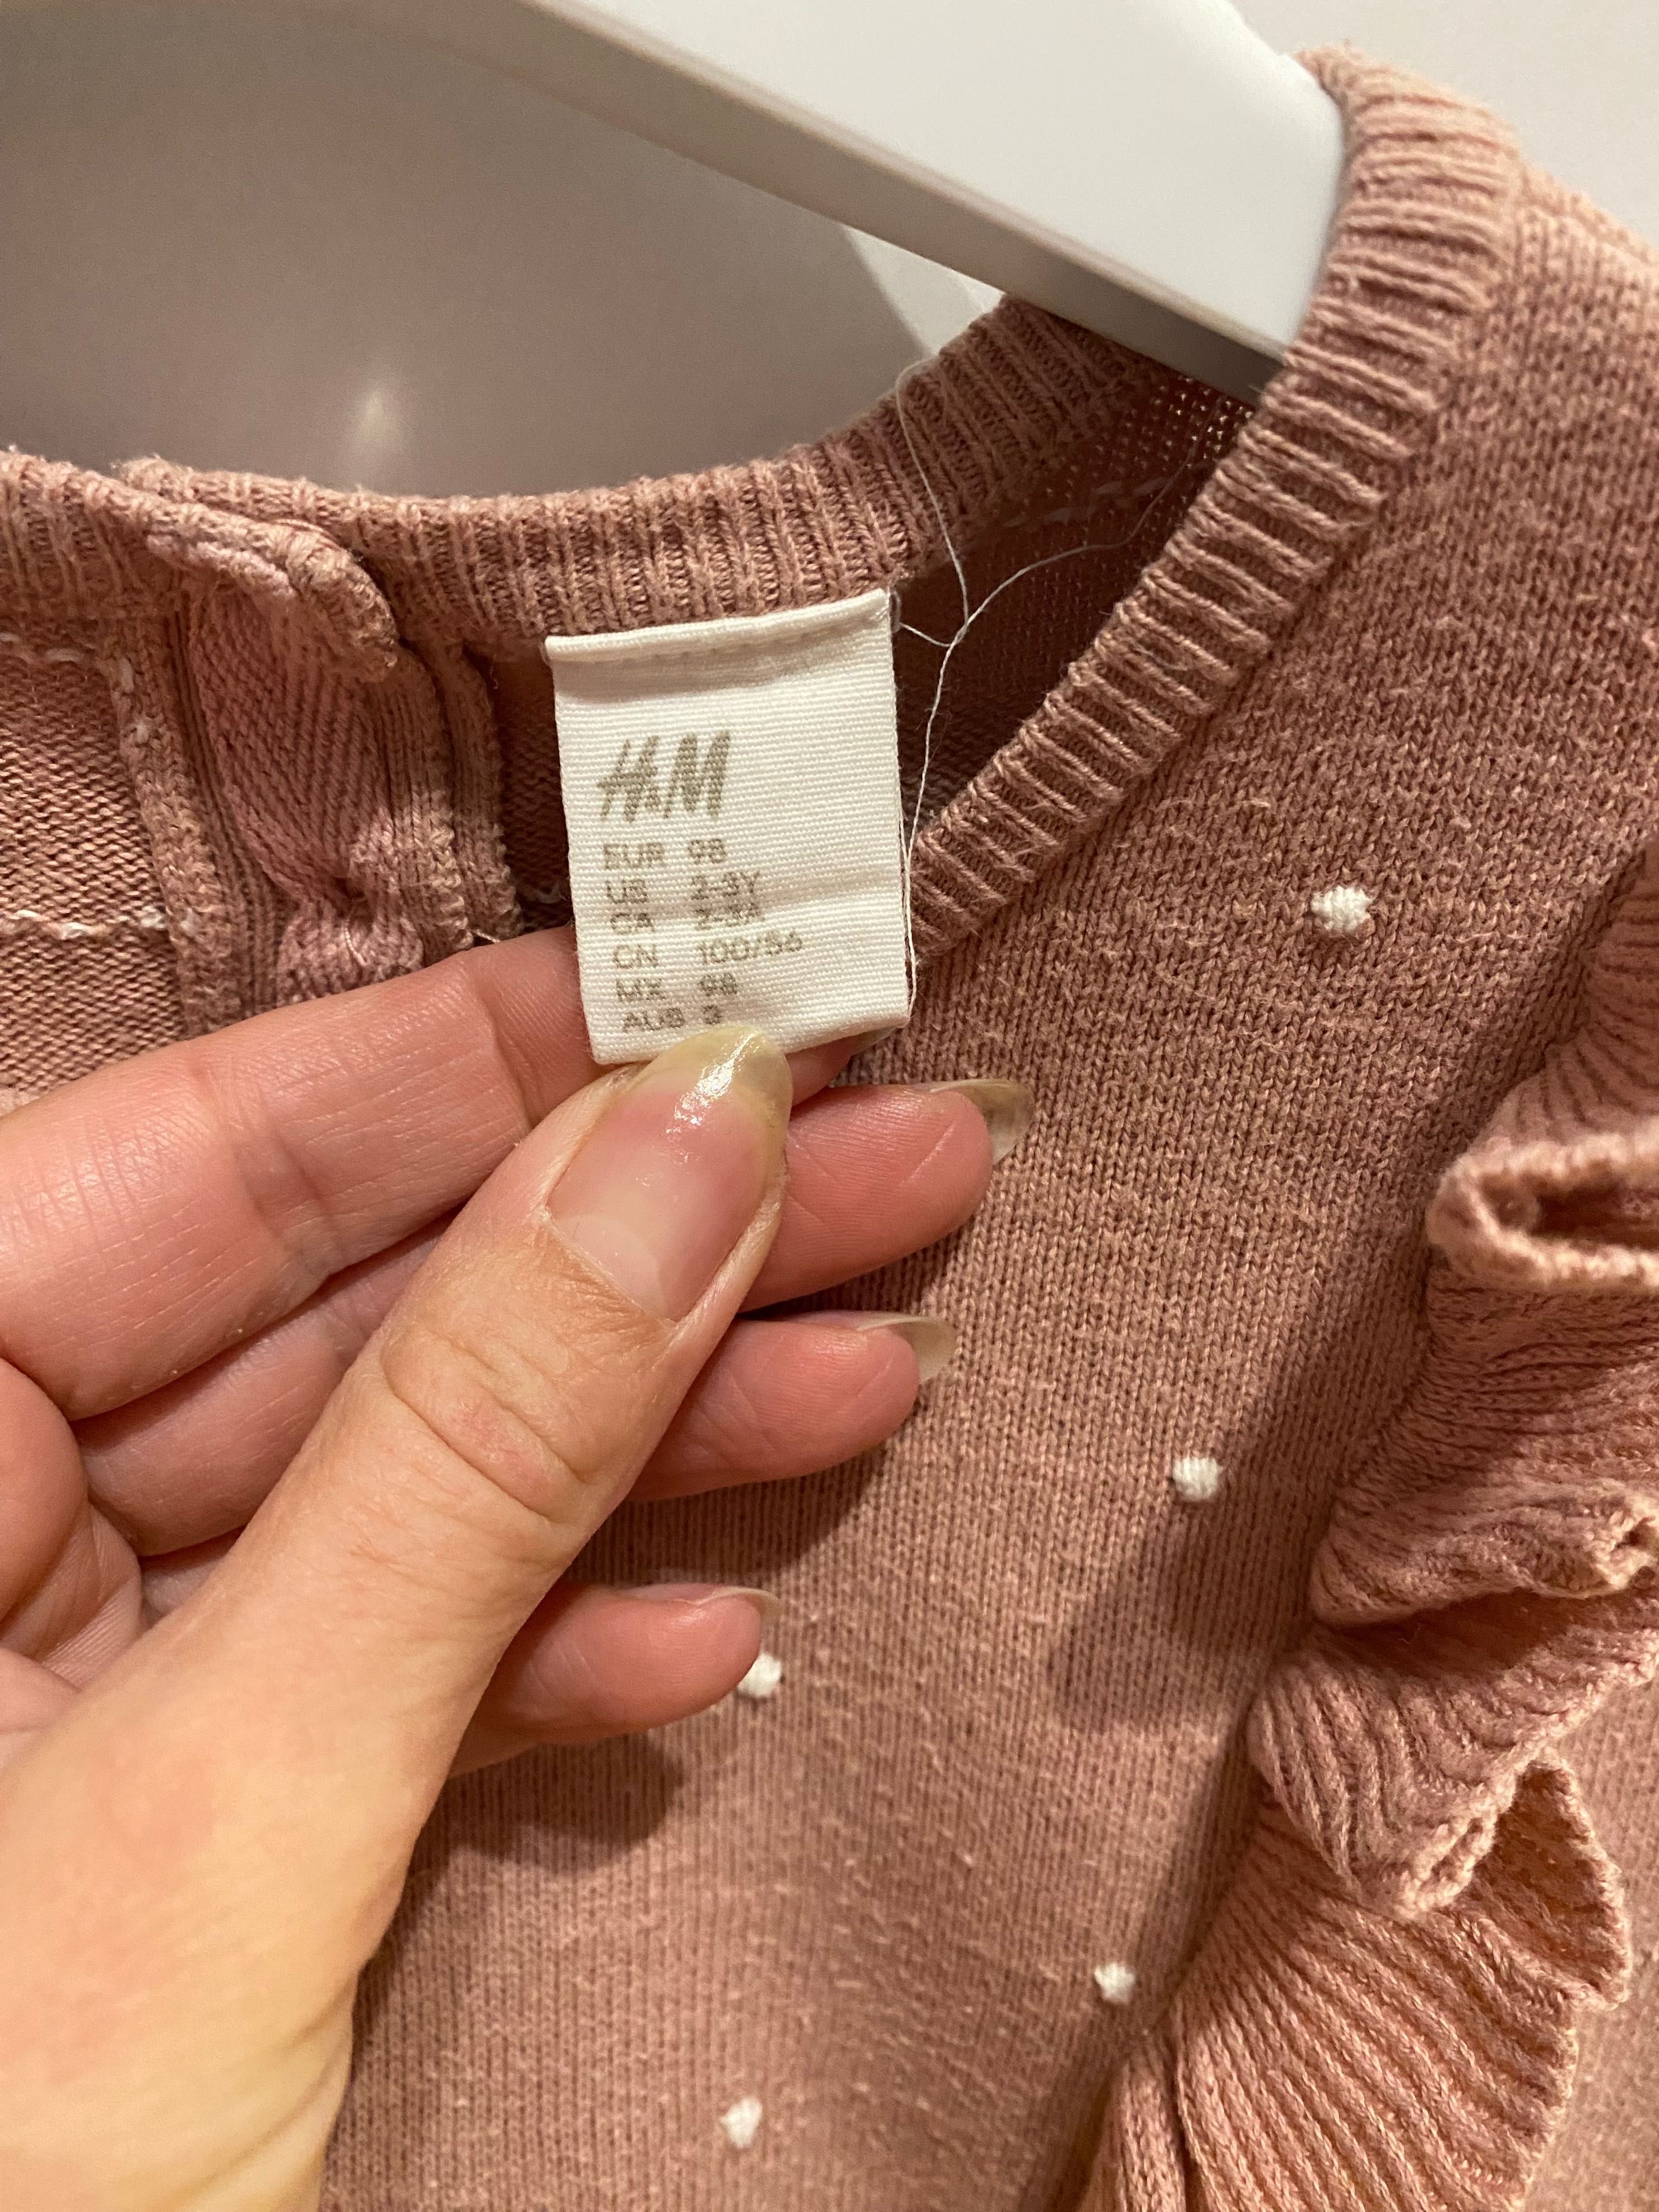 H&M
EUR 98
US 2-3Y
CA 2-3A
CN 100/56
MX 98
AUS 3